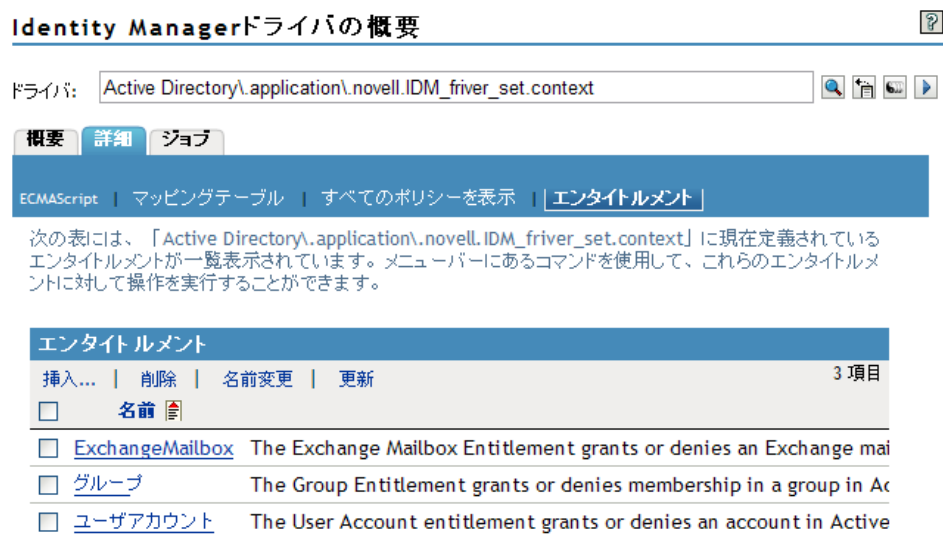 Identity Managerドライバの概要
ドライバ: Active Directory\.application\.novell.IDM_friver_set.context
概要 詳細 ジョブ
ECMAScript | マッピングテーブル | すべてのポリシーを表示 | エンタイトルメント
次の表には、「Active Directory\.application\.novell.IDM_friver_set.context」に現在定義されている
エンタイトルメントが一覧表示されています。メニューバーにあるコマンドを使用して、これらのエンタイトルメ
ントに対して操作を実行することができます。
エンタイトルメント
挿入... | 削除 | 名前変更 | 更新 3 項目
名前
ExchangeMailbox The Exchange Mailbox Entitlement grants or denies an Exchange mai
グループ The Group Entitlement grants or denies membership in a group in Ac
ユーザアカウント The User Account entitlement grants or denies an account in Active